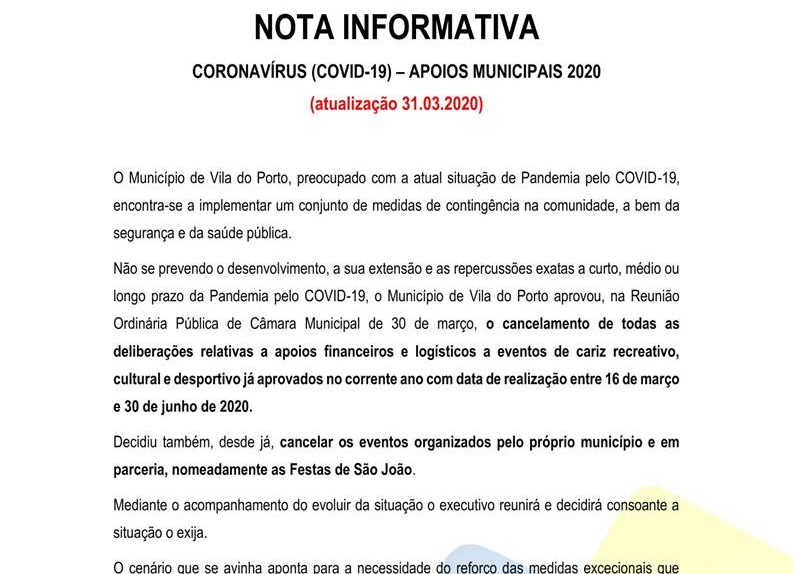 NOTA INFORMATIVA
CORONAVÍRUS (COVID-19) – APOIOS MUNICIPAIS 2020
(atualização 31.03.2020)
O Município de Vila do Porto, preocupado com a atual situação de Pandemia pelo COVID-19,
encontra-se a implementar um conjunto de medidas de contingência na comunidade, a bem da
segurança e da saúde pública.
Não se prevendo o desenvolvimento, a sua extensão e as repercussões exatas a curto, médio ou
longo prazo da Pandemia pelo COVID-19, o Município de Vila do Porto aprovou, na Reunião
Ordinária Pública de Câmara Municipal de 30 de março, o cancelamento de todas as
deliberações relativas a apoios financeiros e logísticos a eventos de cariz recreativo,
cultural e desportivo já aprovados no corrente ano com data de realização entre 16 de março
e 30 de junho de 2020.
Decidiu também, desde já, cancelar os eventos organizados pelo próprio município e em
parceria, nomeadamente as Festas de São João.
Mediante o acompanhamento do evoluir da situação o executivo reunirá e decidirá consoante a
situação o exija.
O cenário que se avinha aponta para a necessidade do reforço das medidas excecionais que